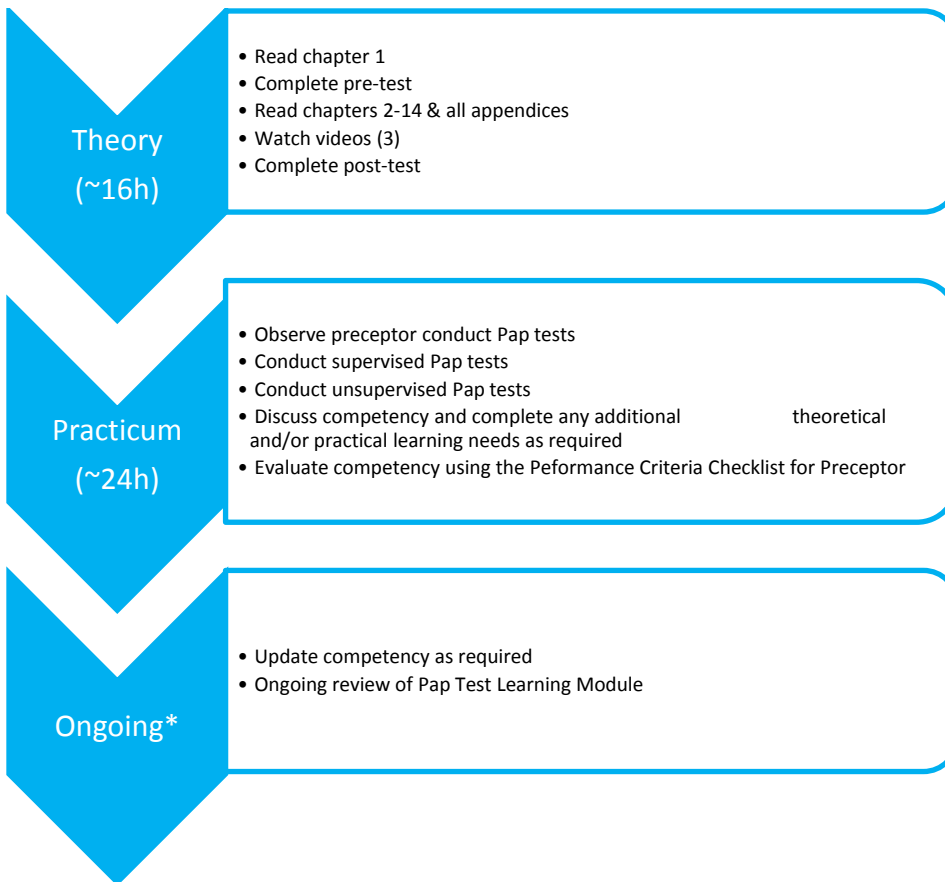 Theory
(~16h)
• Read chapter 1
• Complete pre-test
• Read chapters 2-14 & all appendices
• Watch videos (3)
• Complete post-test
Practicum
(~24h)
• Observe preceptor conduct Pap tests
• Conduct supervised Pap tests
• Conduct unsupervised Pap tests
• Discuss competency and complete any additional theoretical
and/or practical learning needs as required
• Evaluate competency using the Peformance Criteria Checklist for Preceptor
Ongoing*
• Update competency as required
• Ongoing review of Pap Test Learning Module